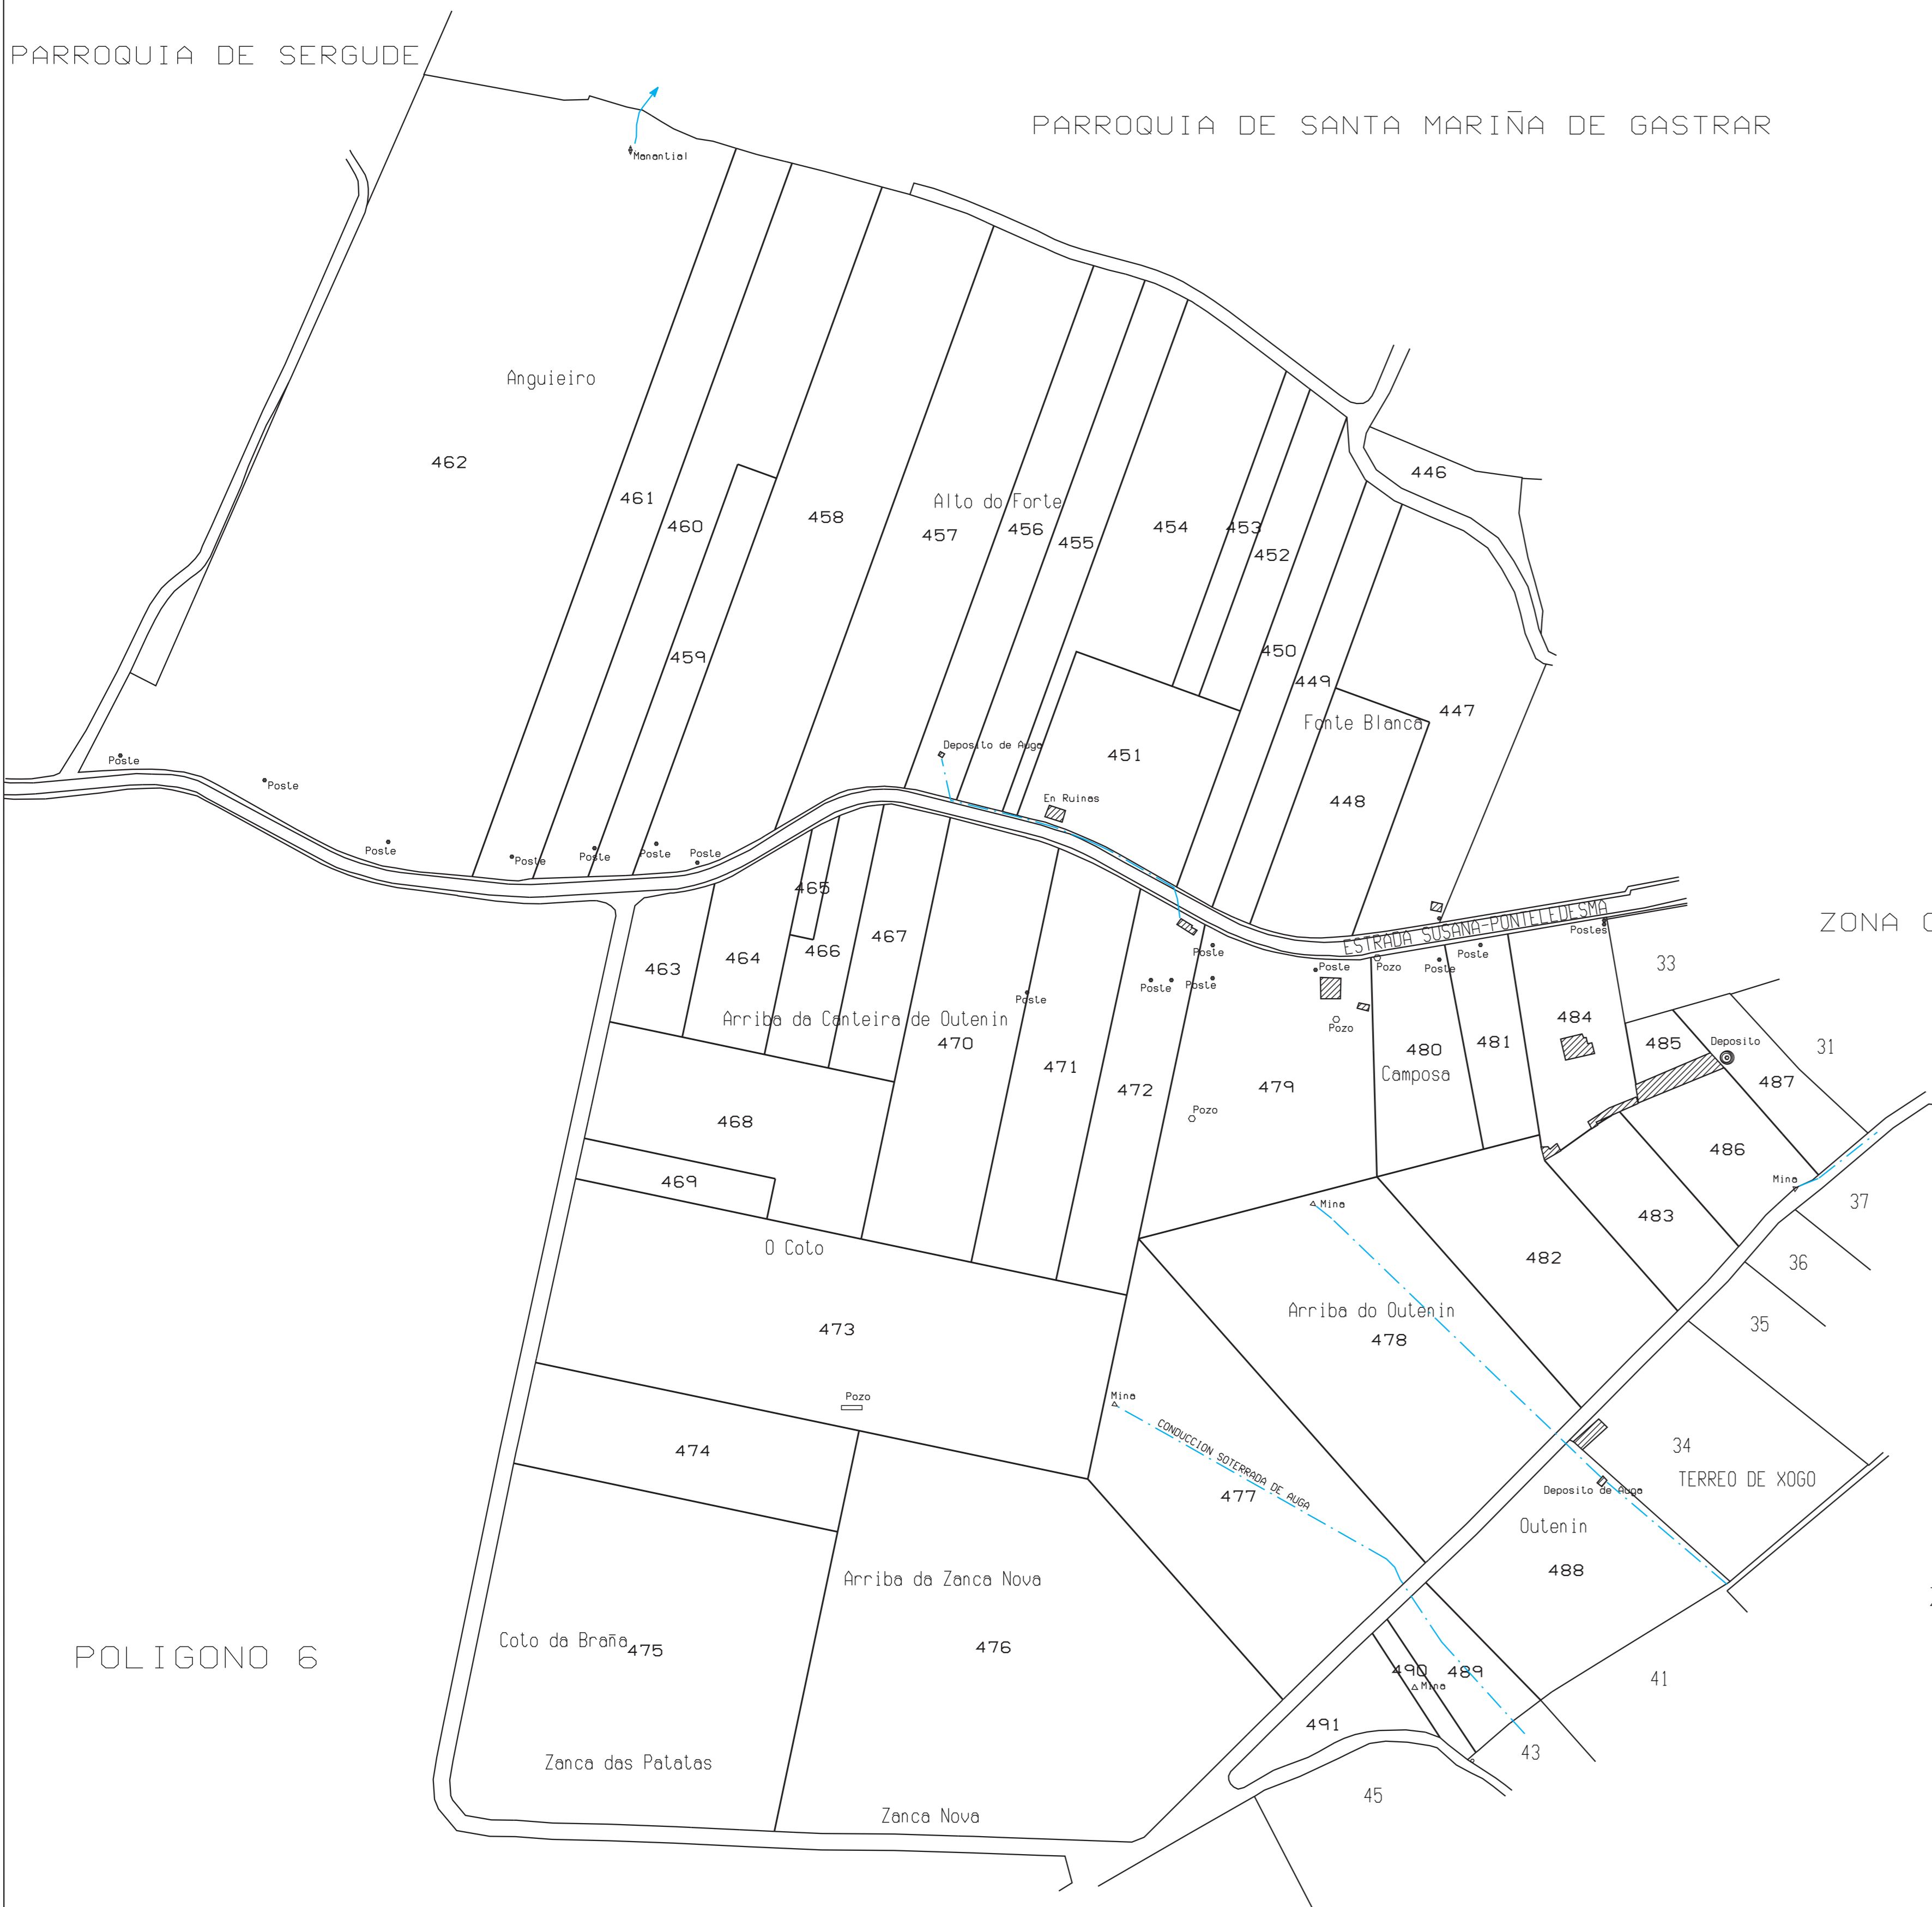 PARROQUIA DE SERGUDE
PARROQUIA DE SANTA MARIÑA DE GASTRAR
Manantial
Anguieiro
462
461
460
458
Alto do Forte
457
456
455
454
453
452
446
459
450
449
447
Fonte Blanca
Deposito de Auga
451
448
En Ruinas
Poste
Poste
Poste
Poste
Poste
Poste
Poste
465
ESTRADA SUSANA-PONTELEDESMA
Postes
ZONA
463
464
466
467
Poste
Poste
Poste
Poste
Pozo
Poste
Poste
Poste
Poste
33
Arriba da Canteira de Outenin
470
Pozo
484
480
481
485
Deposito
31
471
472
479
Camposa
487
468
Pozo
486
469
Mina
37
Mina
483
O Coto
482
36
473
Arriba do Outenin
478
35
Pozo
Mina
474
CONDUCCION SOTERRADA DE AUGA
477
34
TERREO DE XOGO
Deposito de Auga
Outenin
488
Arriba da Zanca Nova
POLIGONO 6
Coto da Braña
475
476
490
489
Mina
41
491
43
Zanca das Patatas
45
Zanca Nova